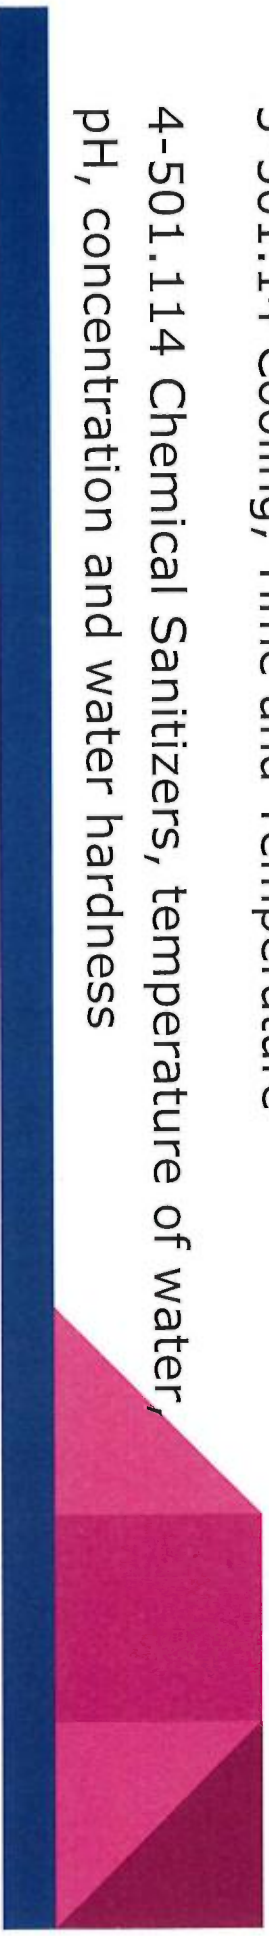 4-501.114 Chemical Sanitizers, temperature of water,
pH, concentration and water hardness